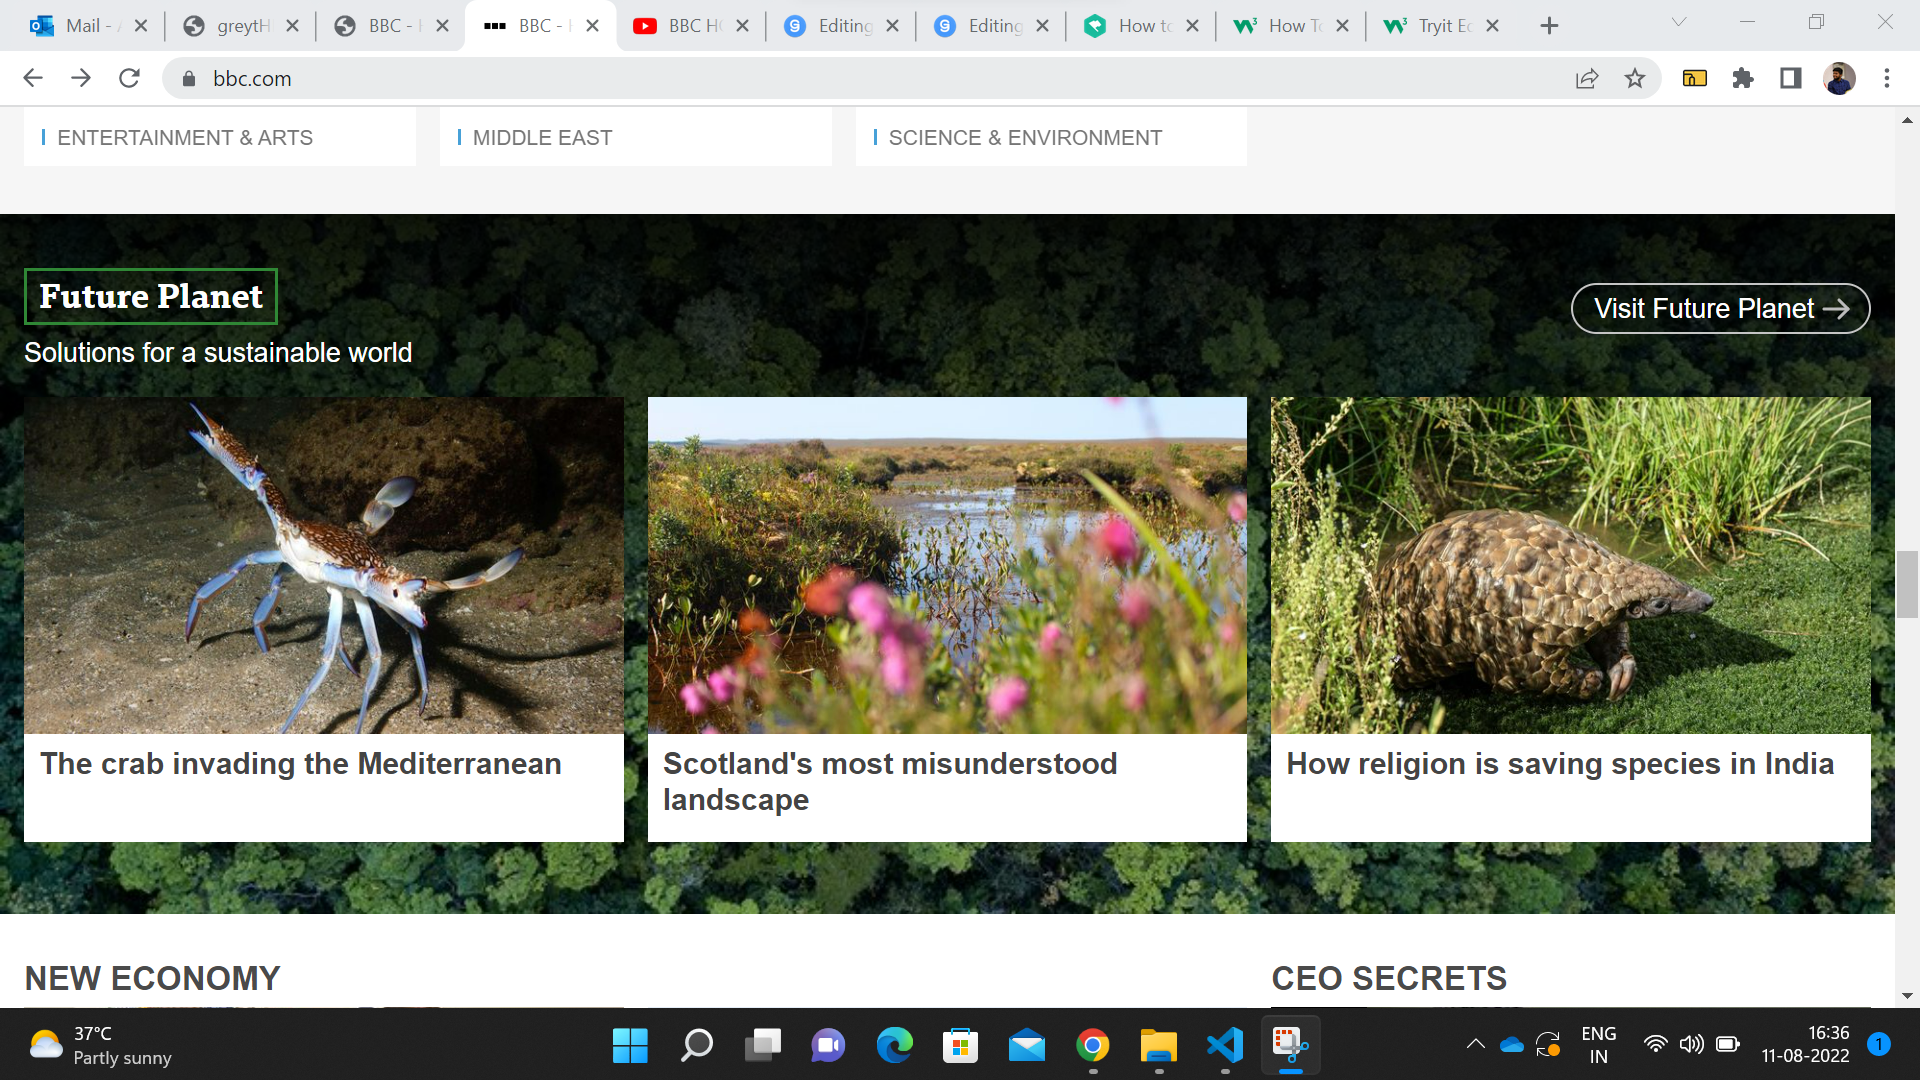 Mail - 
greytH
BBC - 
BBC - 
BBC H
Editing
Editing
How to
How To
Tryit Ed
bbc.com
ENTERTAINMENT & ARTS
MIDDLE EAST
SCIENCE & ENVIRONMENT
Future Planet
Visit Future Planet
Solutions for a sustainable world
The crab invading the Mediterranean
Scotland's most misunderstood
landscape
How religion is saving species in India
NEW ECONOMY
CEO SECRETS
37°C
Partly sunny
ENG
IN
16:36
11-08-2022
1